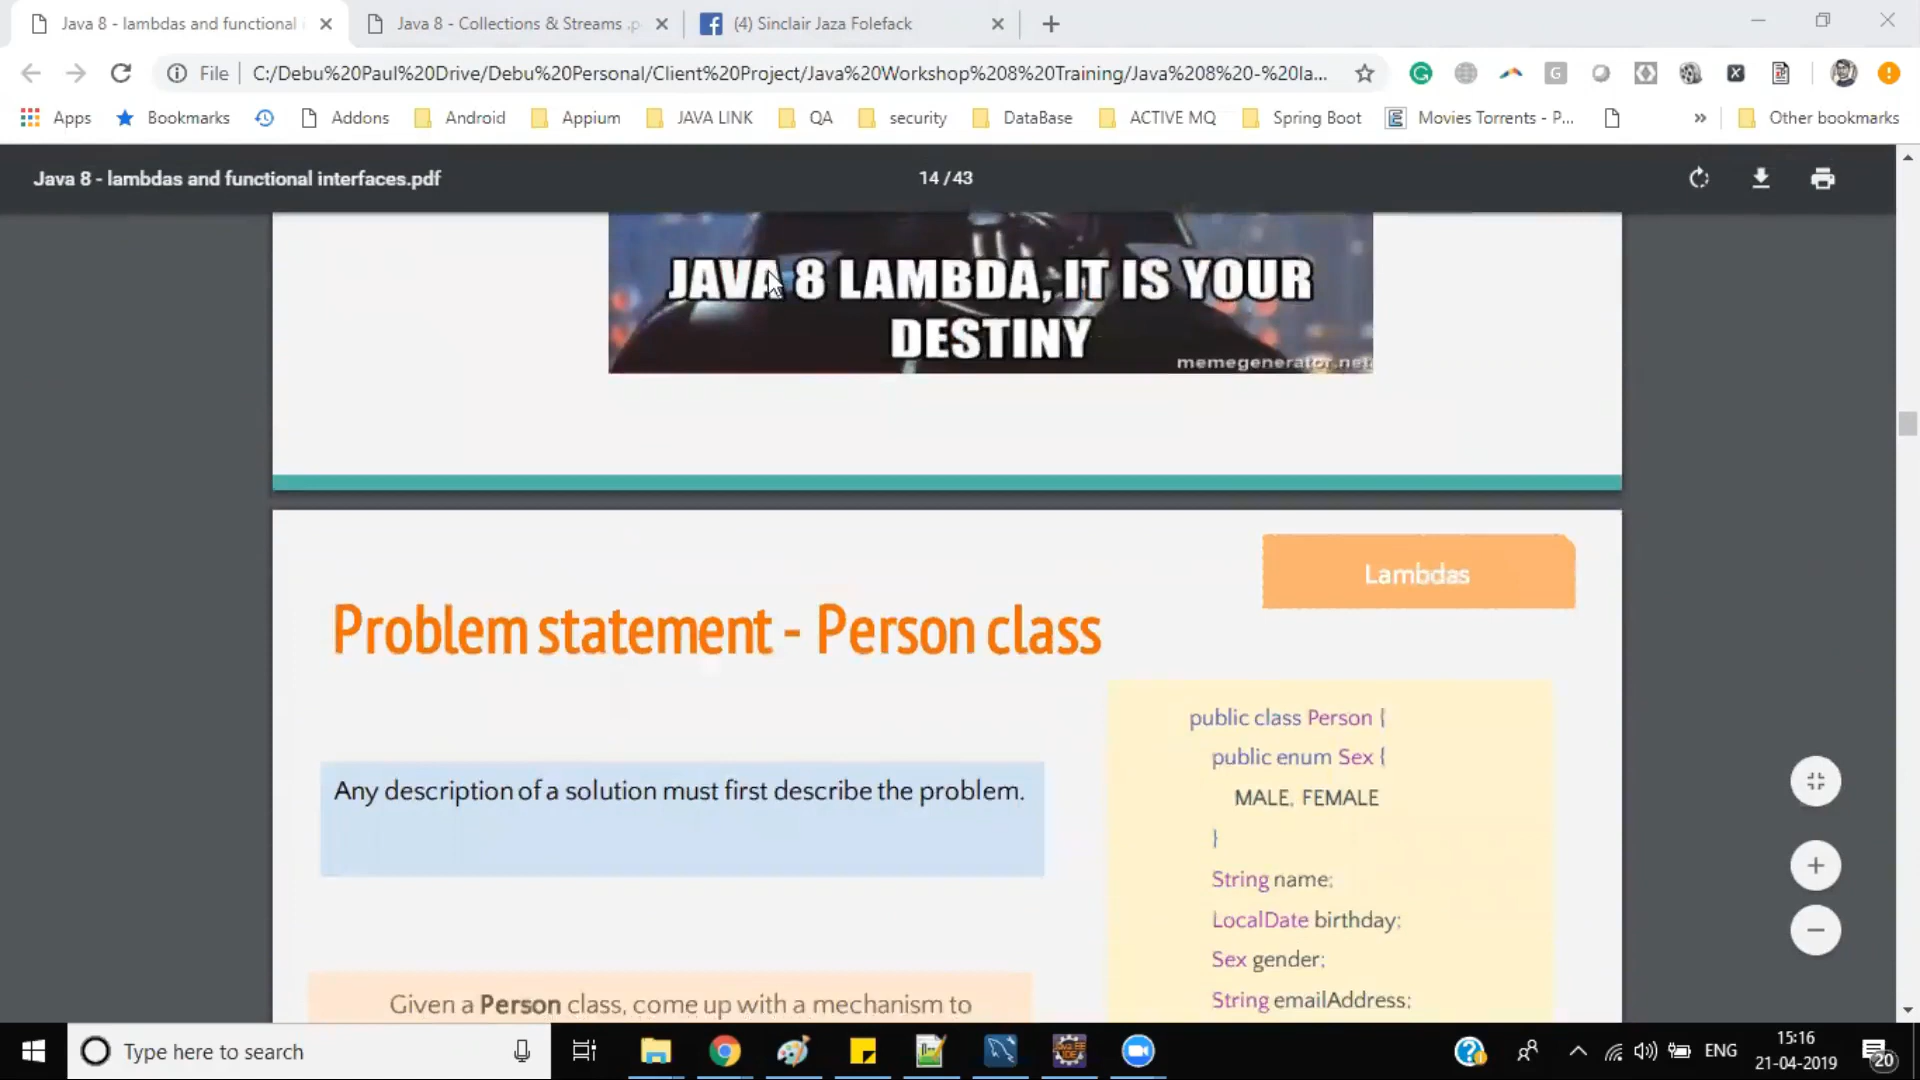 Java 8 - lambdas and functional i
Java 8 - Collections & Streams .p
(4) Sinclair Jaza Folefack
File
C:/Debu%20Paul%20Drive/Debu%20Personal/Client%20Project/Java%20Workshop%208%20Training/Java%208%20-%20la...
Apps
Bookmarks
Addons
Android
Appium
JAVA LINK
QA
security
DataBase
ACTIVE MQ
Spring Boot
Movies Torrents - P...
»
Other bookmarks
Java 8 - lambdas and functional interfaces.pdf
14 / 43
JAVA 8 LAMBDA, IT IS YOUR
DESTINY
memegenerator.net
Lambdas
Problem statement - Person class
Any description of a solution must first describe the problem.
Given a Person class, come up with a mechanism to
public class Person {
public enum Sex {
MALE, FEMALE
}
String name;
LocalDate birthday;
Sex gender;
String emailAddress;
Type here to search
ENG
15:16
21-04-2019
20